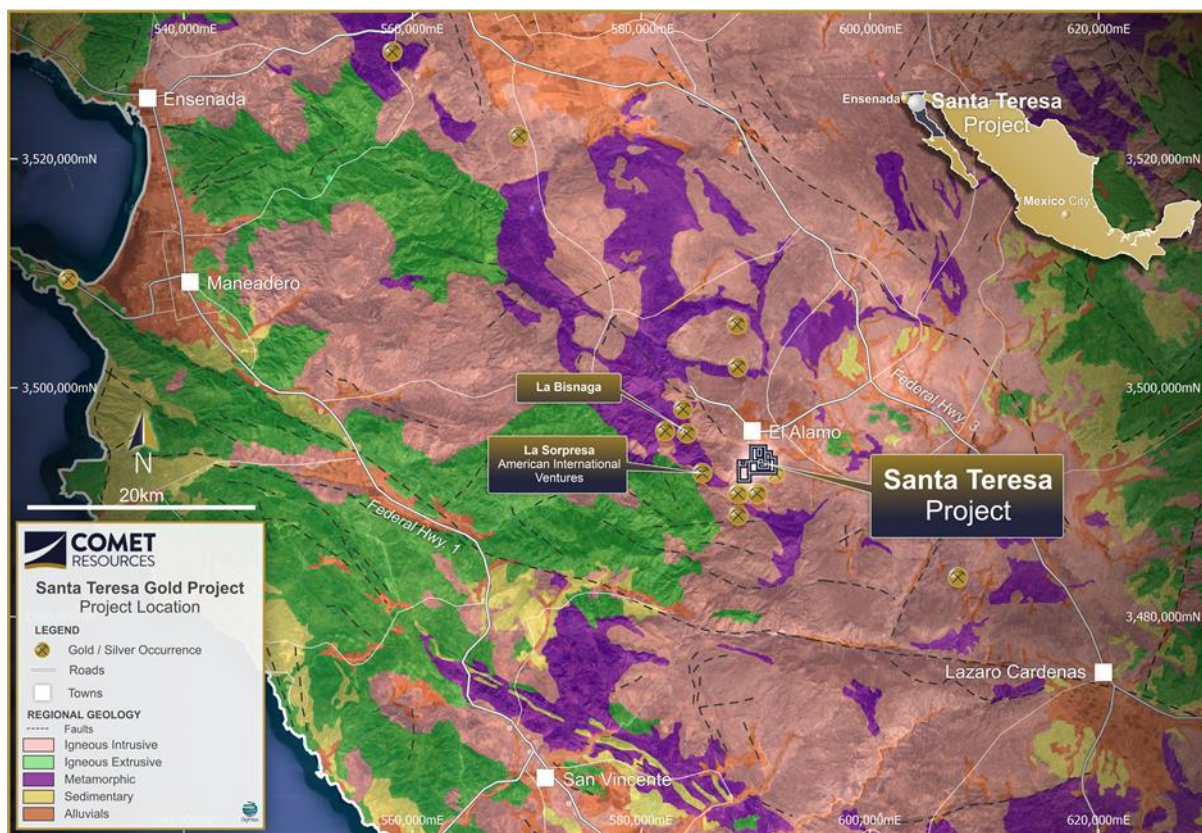 540,000mE
560,000mE
580,000mE
600,000mE
620,000mE
Ensenada
Ensenada
Santa Teresa
Project
Mexico City
3,520,000mN
3,520,000mN
Maneadero
3,500,000mN
3,500,000mN
La Bisnaga
Federal Hwy. 3
El Alamo
La Sorpresa
American International
Ventures
Santa Teresa
Project
N
20km
Federal Hwy. 1
COMET
RESOURCES
Santa Teresa Gold Project
Project Location
LEGEND
Gold / Silver Occurrence
Roads
Towns
REGIONAL GEOLOGY
Faults
Igneous Intrusive
Igneous Extrusive
Metamorphic
Sedimentary
Alluvials
3,480,000mN
Lazaro Cardenas
San Vincente
560,000mE
580,000mE
600,000mE
620,000mE